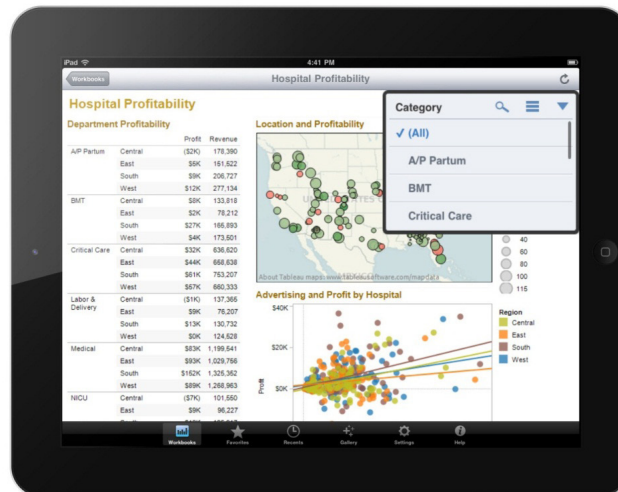 iPad 4:41 PM
Workbooks Hospital Profitability
Hospital Profitability
Department Profitability
Profit Revenue
A/P Partum Central ($2K) 178,390
East $5K 151,522
South $9K 206,727
West $12K 277,134
BMT Central $8K 133,818
East $2K 78,212
South $27K 166,893
West $4K 173,501
Critical Care Central $32K 636,620
East $44K 668,638
South $61K 753,207
West $57K 660,333
Labor & Delivery Central ($1K) 137,365
East $9K 76,207
South $13K 130,732
West $0K 124,528
Medical Central $83K 1,199,641
East $93K 1,029,756
South $152K 1,326,352
West $89K 1,268,963
NICU Central ($7K) 101,550
East $9K 96,227
Location and Profitability
About Tableau maps: www.tableausoftware.com/mapdata
Category
✓ (All)
A/P Partum
BMT
Critical Care
40
60
80
100
115
Advertising and Profit by Hospital
$40K
$20K
$0K
Profit
Region
Central
East
South
West
Workbooks Favorites Recents Gallery Settings Help